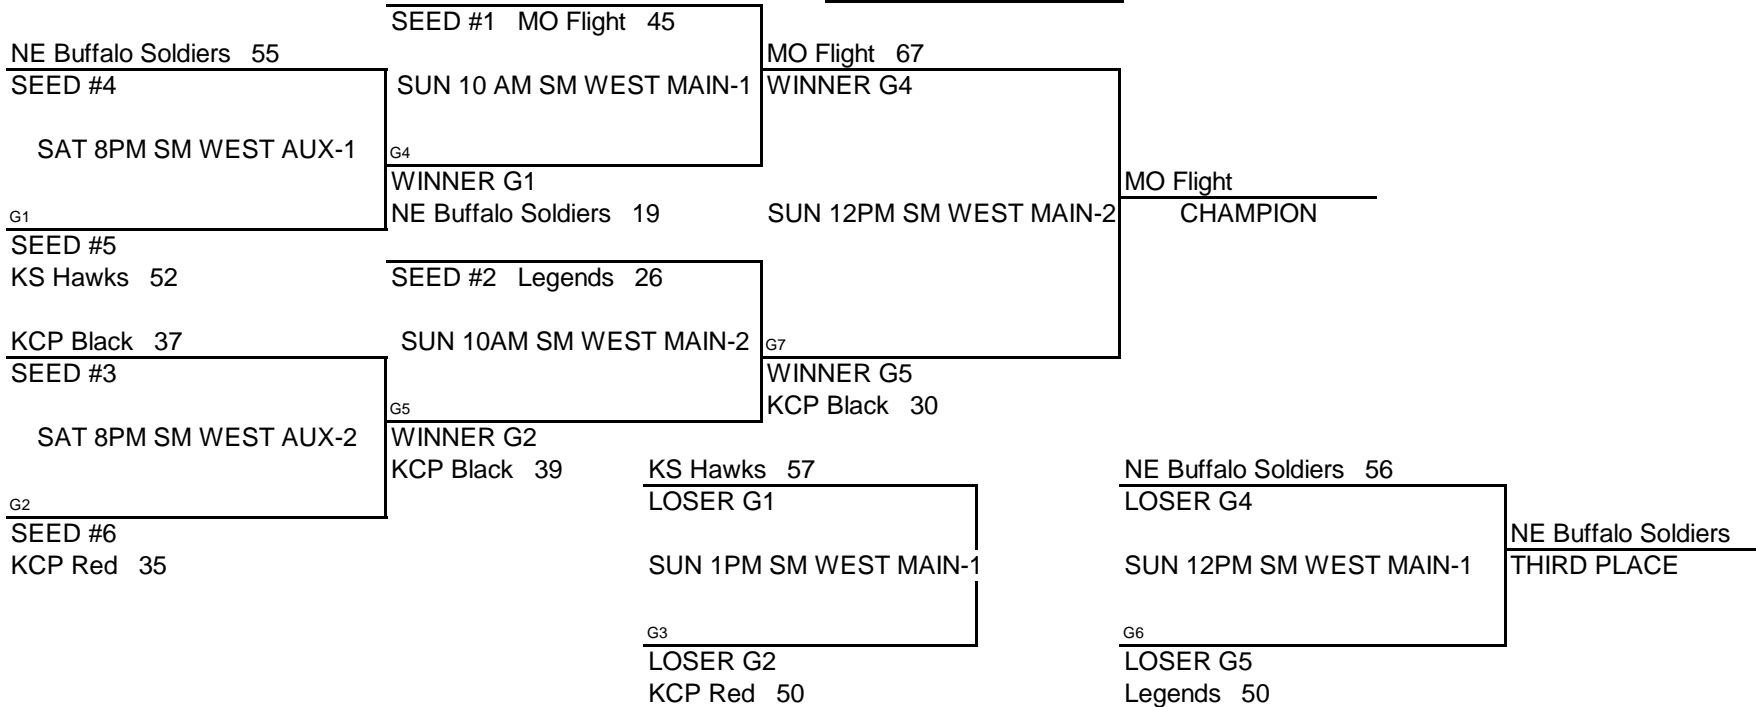 SEED #1 MO Flight 45
NE Buffalo Soldiers 55
MO Flight 67
SEED #4
SUN 10 AM SM WEST MAIN-1
WINNER G4
SAT 8PM SM WEST AUX-1
G4
WINNER G1
MO Flight
G1
NE Buffalo Soldiers 19
SUN 12PM SM WEST MAIN-2
CHAMPION
SEED #5
KS Hawks 52
SEED #2 Legends 26
KCP Black 37
SUN 10AM SM WEST MAIN-2
G7
SEED #3
WINNER G5
G5
KCP Black 30
SAT 8PM SM WEST AUX-2
WINNER G2
KCP Black 39
KS Hawks 57
NE Buffalo Soldiers 56
G2
LOSER G1
LOSER G4
SEED #6
NE Buffalo Soldiers
KCP Red 35
SUN 1PM SM WEST MAIN-1
SUN 12PM SM WEST MAIN-1
THIRD PLACE
G3
G6
LOSER G2
LOSER G5
KCP Red 50
Legends 50